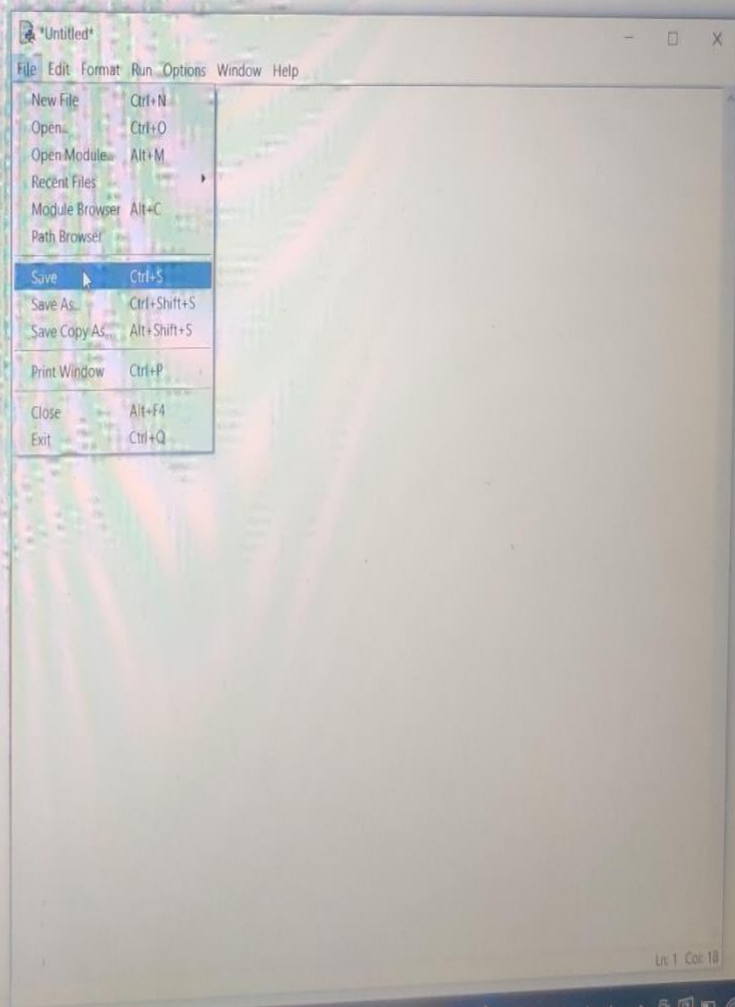 *Untitled*
File Edit Format Run Options Window Help
New File Ctrl+N
Open... Ctrl+O
Open Module... Alt+M
Recent Files
Module Browser Alt+C
Path Browser
Save Ctrl+S
Save As... Ctrl+Shift+S
Save Copy As... Alt+Shift+S
Print Window Ctrl+P
Close Alt+F4
Exit Ctrl+Q
Ln: 1 Col: 18